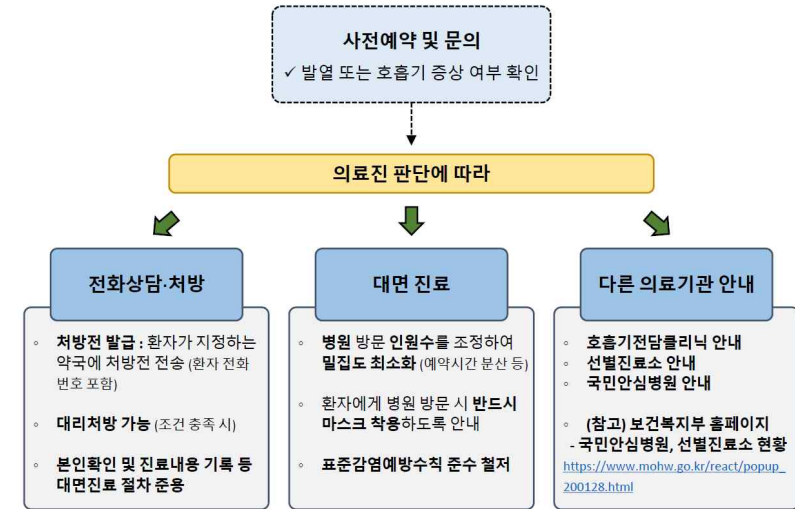 사전예약 및 문의
✓ 발열 또는 호흡기 증상 여부 확인
의료진 판단에 따라
전화상담·처방
◦ 처방전 발급 : 환자가 지정하는
약국에 처방전 전송 (환자 전화
번호 포함)
◦ 대리처방 가능 (조건 충족 시)
◦ 본인확인 및 진료내용 기록 등
대면진료 절차 준용
대면 진료
◦ 병원 방문 인원수를 조정하여
밀집도 최소화 (예약시간 분산 등)
◦ 환자에게 병원 방문 시 반드시
마스크 착용하도록 안내
◦ 표준감염예방수칙 준수 철저
다른 의료기관 안내
◦ 호흡기전담클리닉 안내
◦ 선별진료소 안내
◦ 국민안심병원 안내
◦ (참고) 보건복지부 홈페이지
- 국민안심병원, 선별진료소 현황
https://www.mohw.go.kr/react/popup_
200128.html